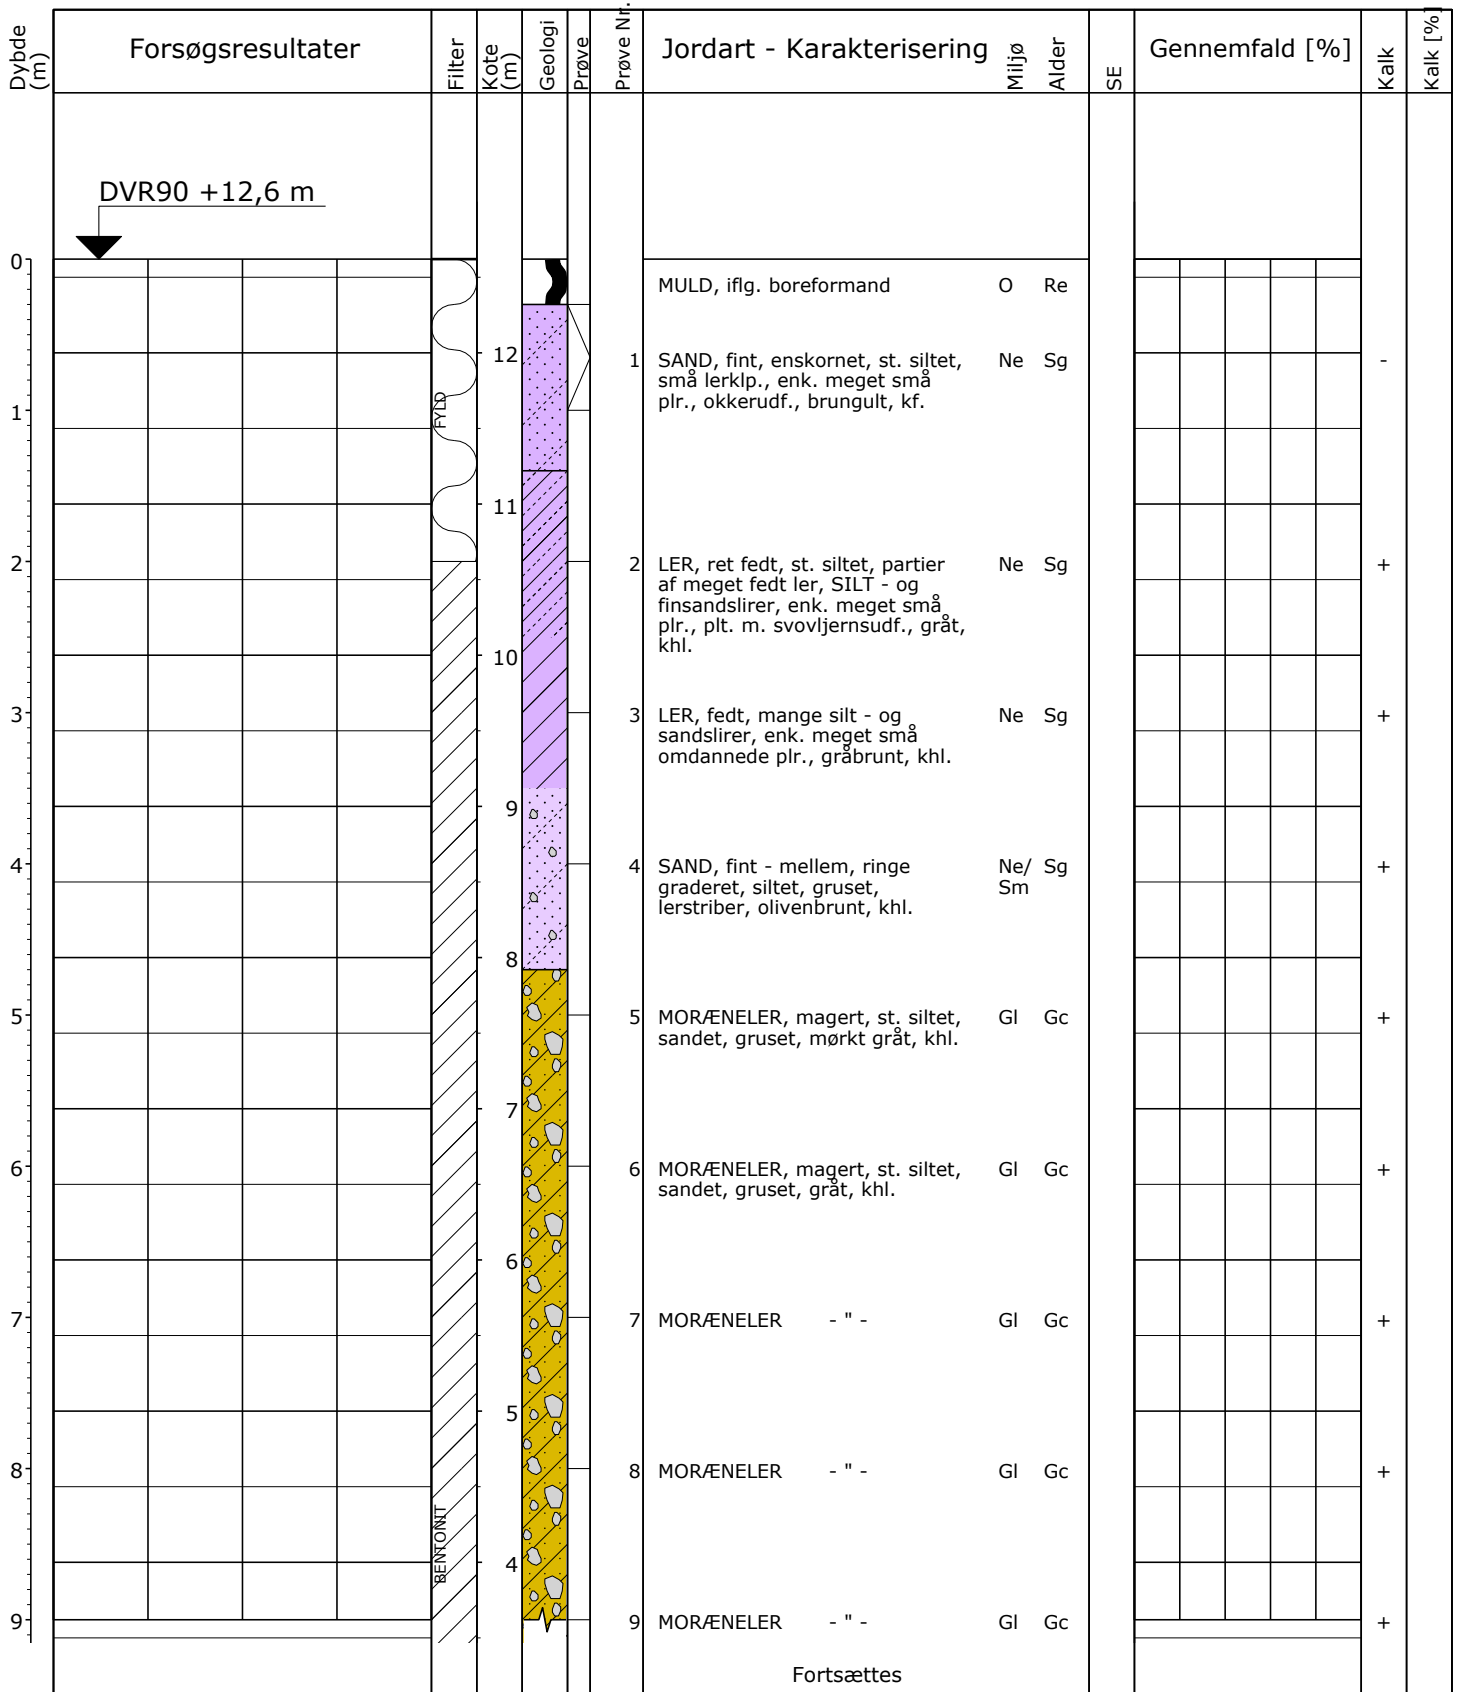 Dybde (m) Forsøgsresultater Filter Kote (m) Geologi Prøve Prøve Nr. Jordart - Karakterisering Miljø Alder SE Gennemfald [%] Kalk Kalk [%]
DVR90 +12,6 m
0
MULD, iflg. boreformand O Re
12 1 SAND, fint, enskornet, st. siltet, Ne Sg -
små lerklp., enk. meget små
plr., okkerudf., brungult, kf.
1 FYLD
11
2 2 LER, ret fedt, st. siltet, partier Ne Sg +
af meget fedt ler, SILT - og
finsandslirer, enk. meget små
plr., plt. m. svovljernsudf., gråt,
khl.
10
3 3 LER, fedt, mange silt - og Ne Sg +
sandslirer, enk. meget små
omdannede plr., gråbrunt, khl.
9
4 4 SAND, fint - mellem, ringe Ne/ Sg +
graderet, siltet, gruset, Sm
lerstriber, olivenbrunt, khl.
8
5 5 MORÆNELER, magert, st. siltet, Gl Gc +
sandet, gruset, mørkt gråt, khl.
7
6 6 MORÆNELER, magert, st. siltet, Gl Gc +
sandet, gruset, gråt, khl.
6
7 7 MORÆNELER - " - Gl Gc +
5
8 8 MORÆNELER - " - Gl Gc +
BENTONIT
4
9 9 MORÆNELER - " - Gl Gc +
Fortsættes